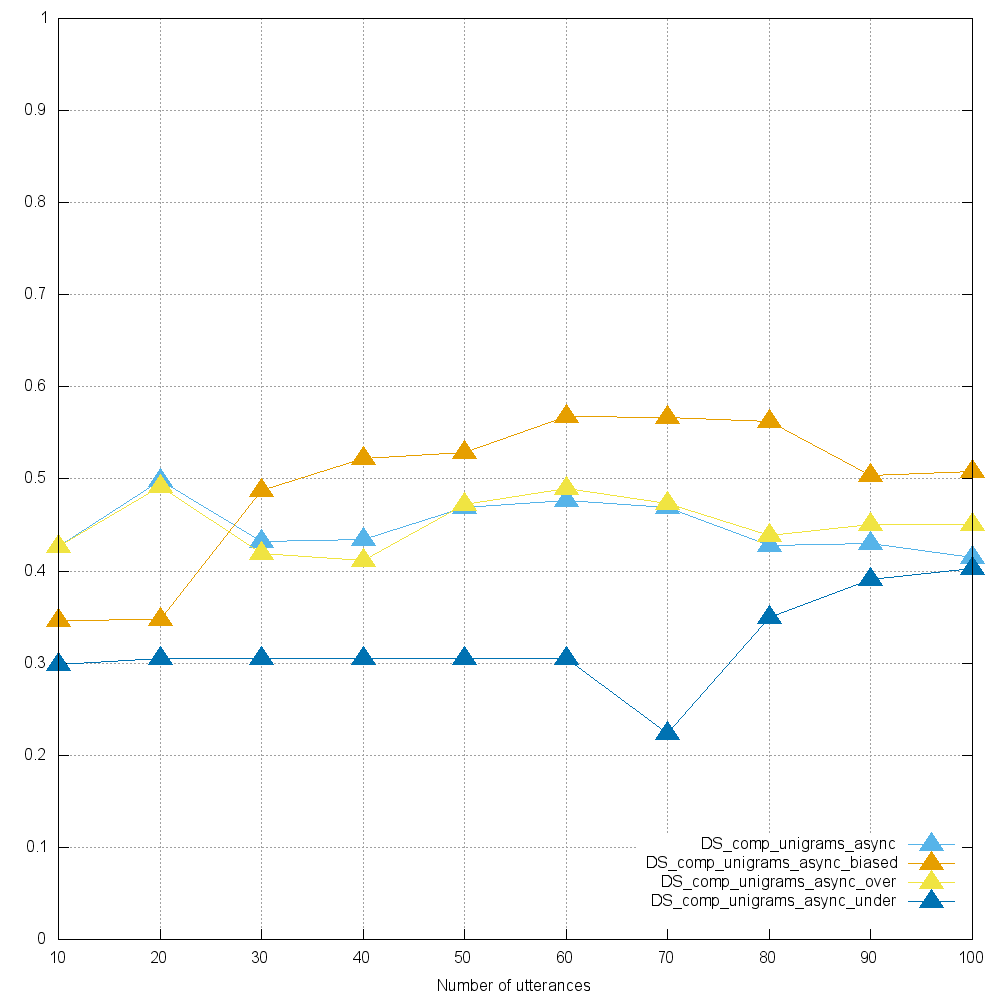 1
0.9
0.8
0.7
0.6
0.5
0.4
0.3
0.2
0.1
0
10 20 30 40 50 60 70 80 90 100
Number of utterances
DS_comp_unigrams_async
DS_comp_unigrams_async_biased
DS_comp_unigrams_async_over
DS_comp_unigrams_async_under